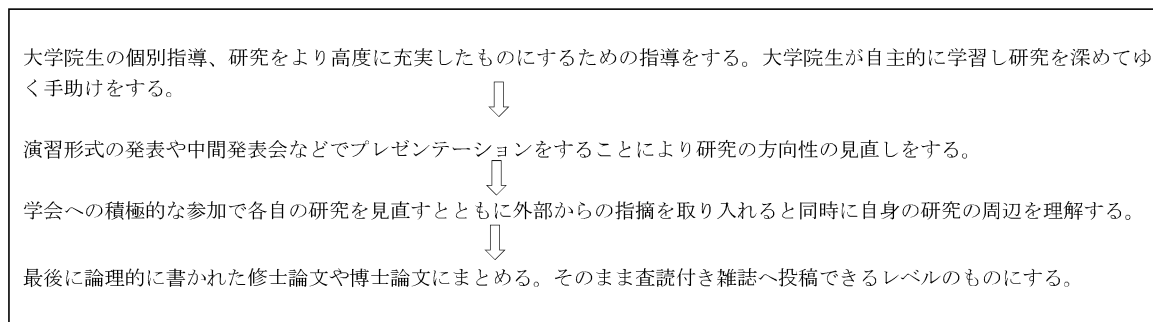 大学院生の個別指導、研究をより高度に充実したものにするための指導をする。大学院生が自主的に学習し研究を深めてゆ
く手助けをする。
演習形式の発表や中間発表会などでプレゼンテーションをすることにより研究の方向性の見直しをする。
学会への積極的な参加で各自の研究を見直すとともに外部からの指摘を取り入れると同時に自身の研究の周辺を理解する。
最後に論理的に書かれた修士論文や博士論文にまとめる。そのまま査読付き雑誌へ投稿できるレベルのものにする。